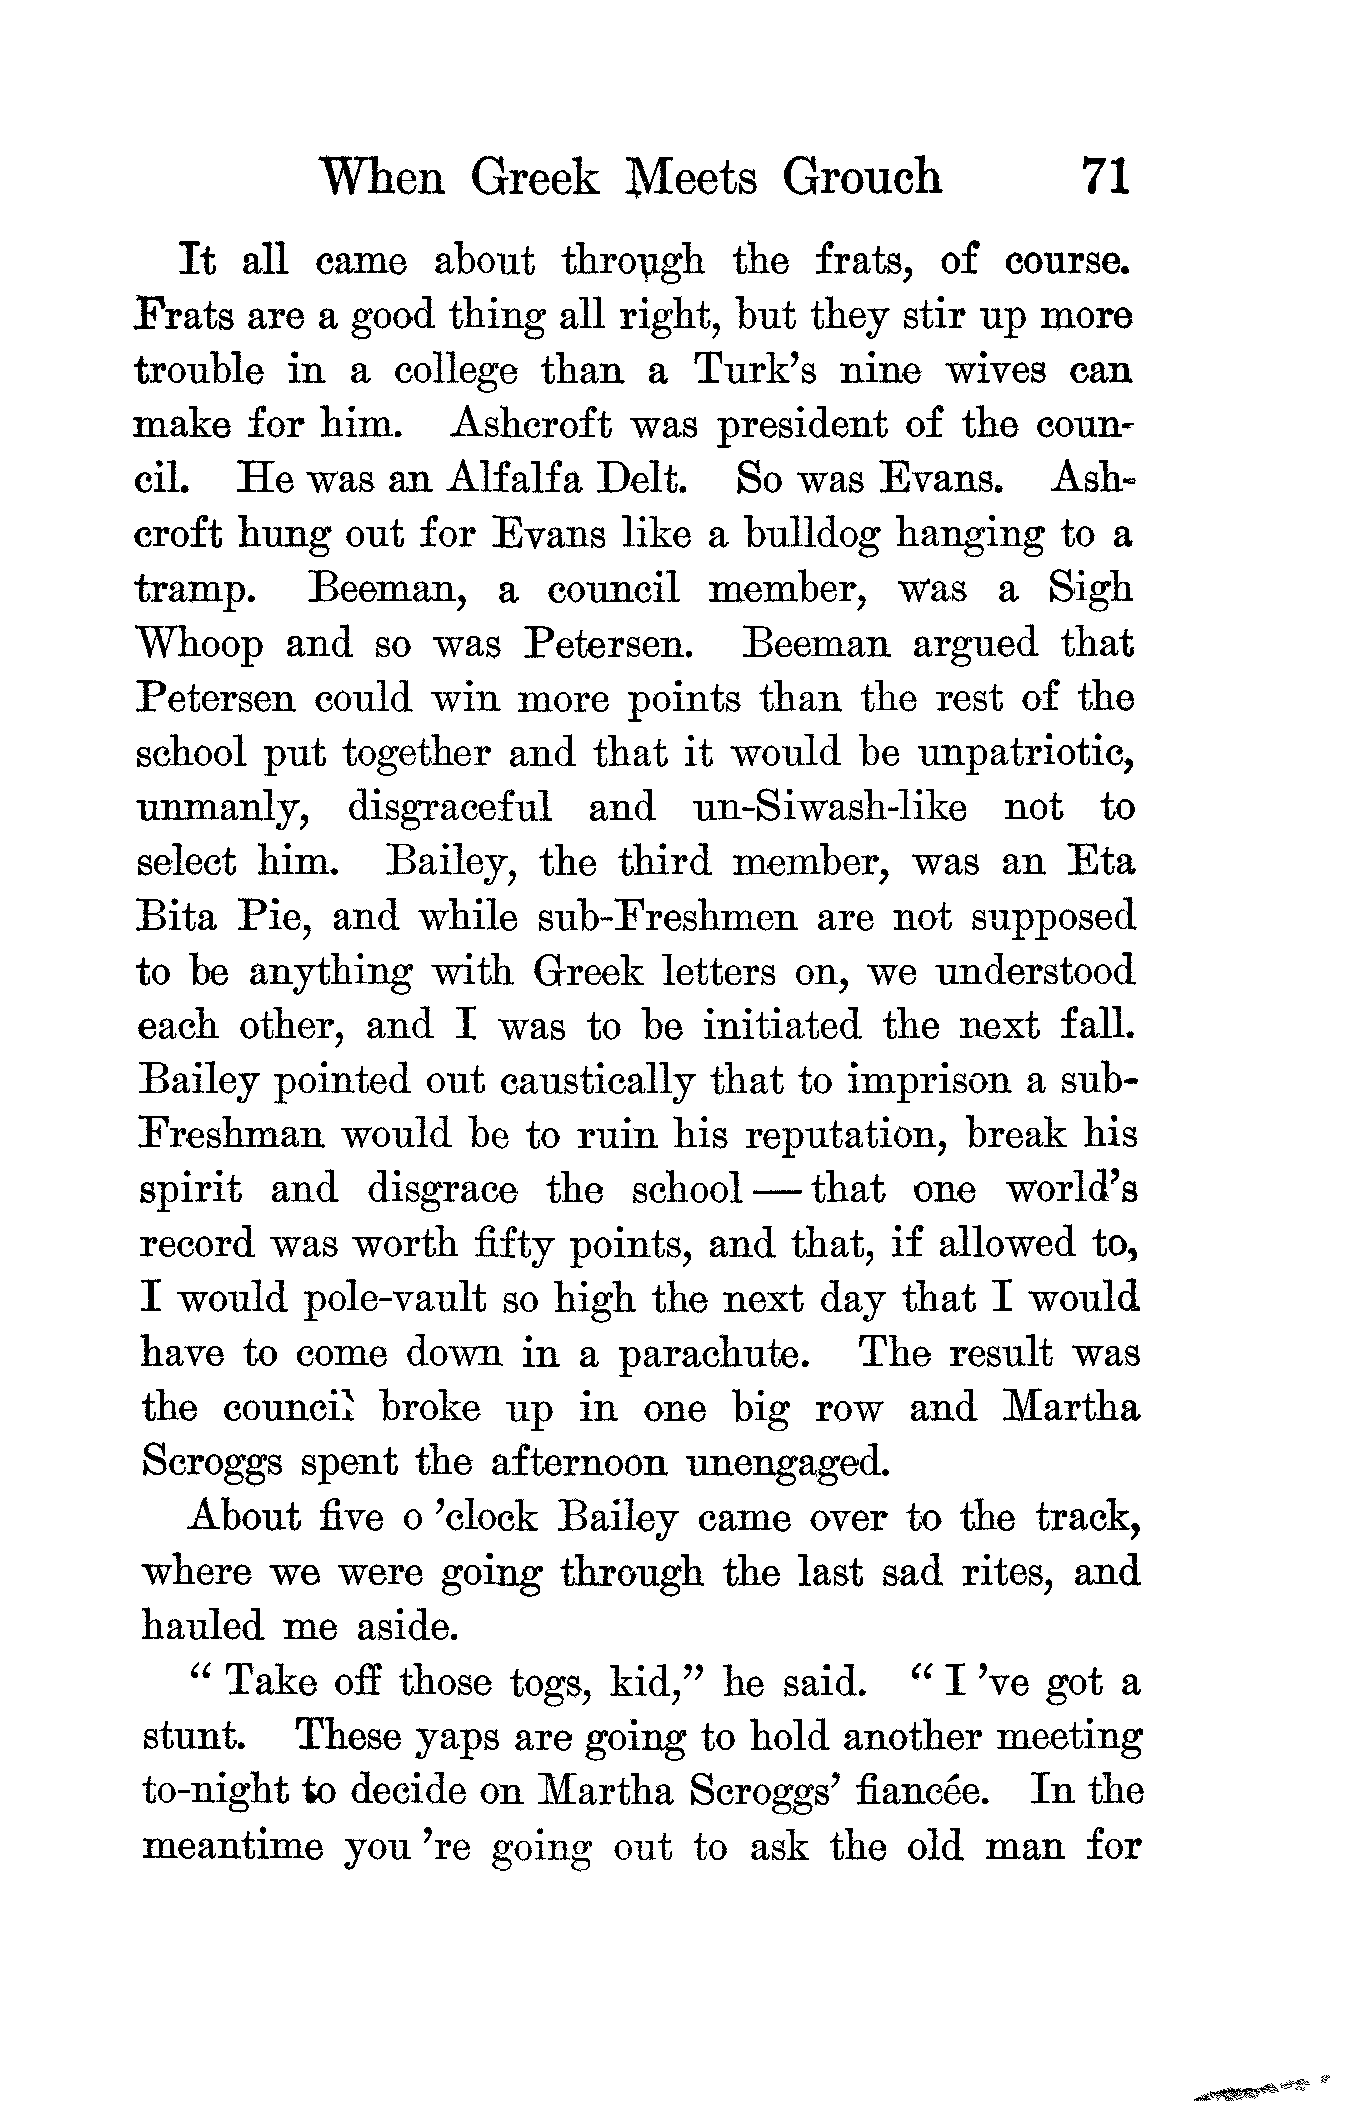 When Greek Meets Grouch 71
It all came about through the frats, of course.
Frats are a good thing all right, but they stir up more
trouble in a college than a Turk's nine wives can
make for him. Ashcroft was president of the coun-
cil. He was an Alfalfa Delt. So was Evans. Ash-
croft hung out for Evans like a bulldog hanging to a
tramp. Beeman, a council member, was a Sigh
Whoop and so was Petersen. Beeman argued that
Petersen could win more points than the rest of the
school put together and that it would be unpatriotic,
unmanly, disgraceful and un-Siwash-like not to
select him. Bailey, the third member, was an Eta
Bita Pie, and while sub-Freshmen are not supposed
to be anything with Greek letters on, we understood
each other, and I was to be initiated the next fall.
Bailey pointed out caustically that to imprison a sub-
Freshman would be to ruin his reputation, break his
spirit and disgrace the school — that one world's
record was worth fifty points, and that, if allowed to,
I would pole-vault so high the next day that I would
have to come down in a parachute. The result was
the council broke up in one big row and Martha
Scroggs spent the afternoon unengaged.
About five o 'clock Bailey came over to the track,
where we were going through the last sad rites, and
hauled me aside.
" Take off those togs, kid," he said. " I 've got a
stunt. These yaps are going to hold another meeting
to-night to decide on Martha Scroggs' fiancée. In the
meantime you 're going out to ask the old man for